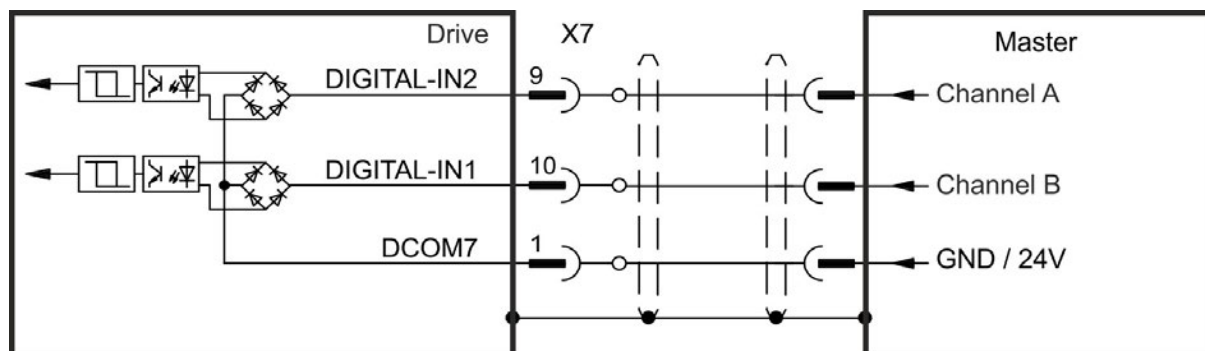 Drive X7 Master
DIGITAL-IN2 9 Channel A
DIGITAL-IN1 10 Channel B
DCOM7 1 GND / 24V